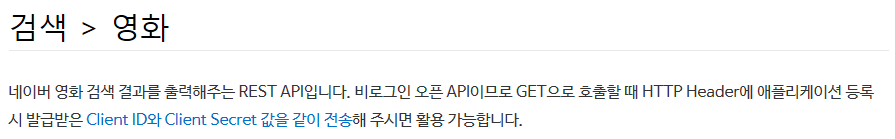 검색 > 영화
네이버 영화 검색 결과를 출력해주는 REST API입니다. 비로그인 오픈 API이므로 GET으로 호출할 때 HTTP Header에 애플리케이션 등록
시 발급받은 Client ID와 Client Secret 값을 같이 전송해 주시면 활용 가능합니다.